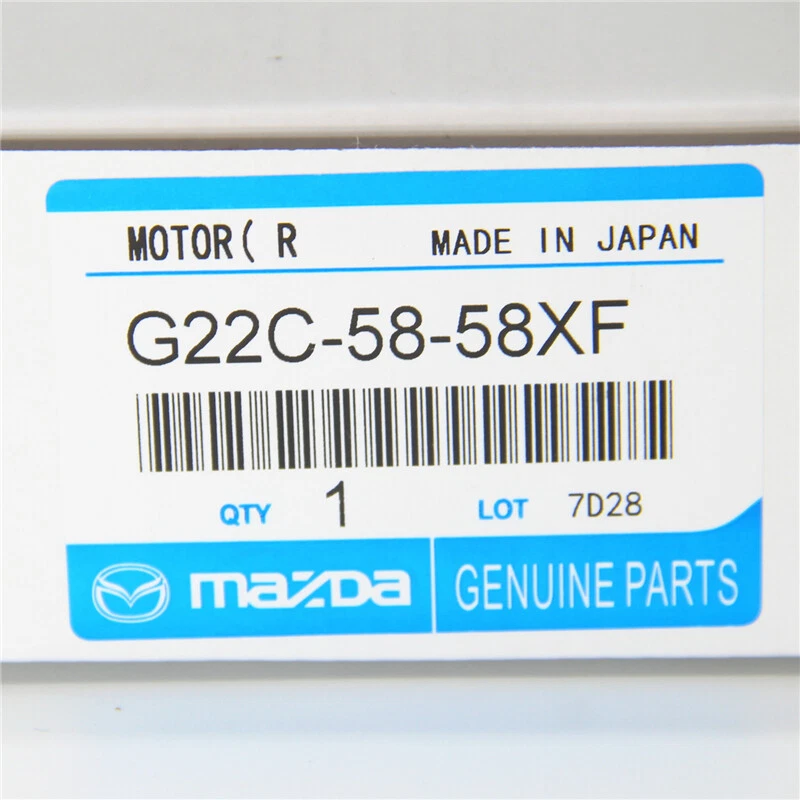 MOTOR( R MADE IN JAPAN
G22C-58-58XF
QTY 1 LOT 7D28
mazda GENUINE PARTS